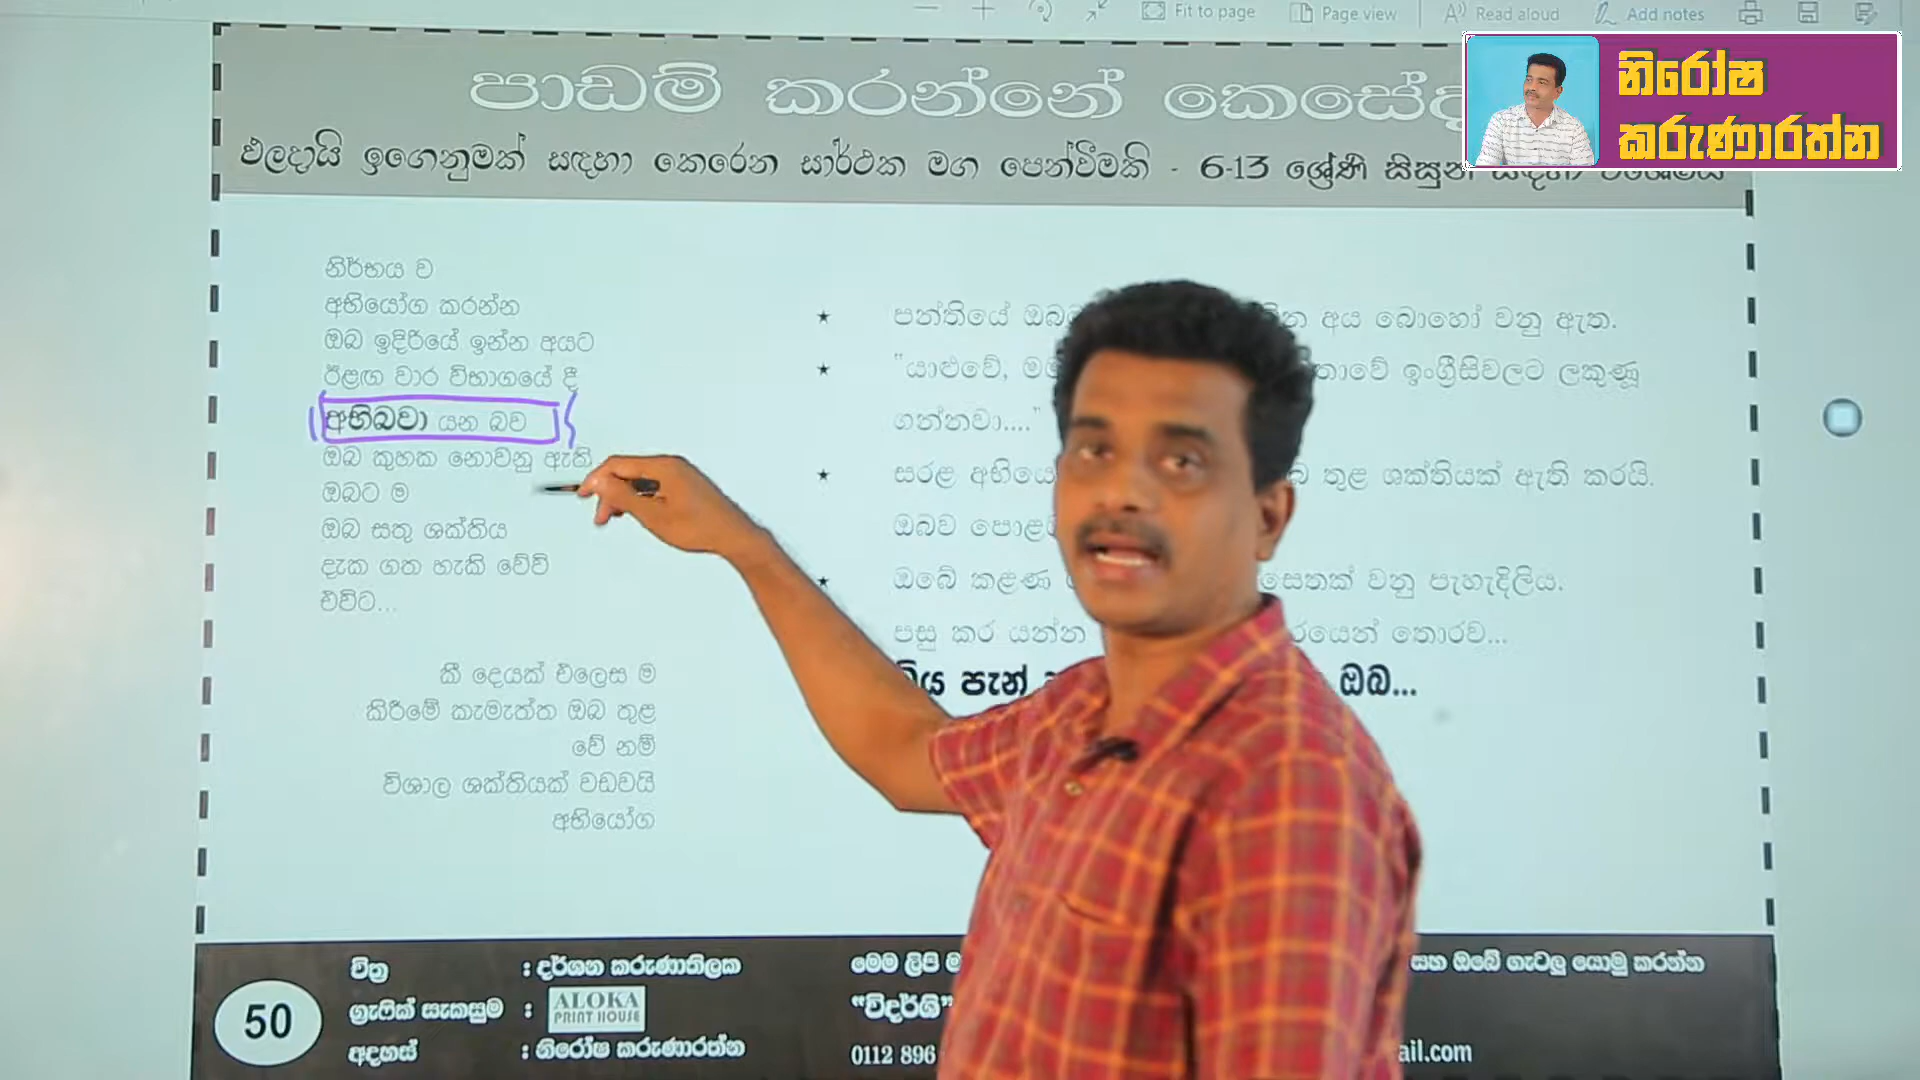 Fit to page
Page view
Read aloud
Add notes
නිරෝෂ
කරුණාරත්න
පාඩම් කරන්නේ
ඵලදායි ඉගෙනුමක් සඳහා කෙරෙන සාර්ථක මග පෙන්වීමකි - 6-13 ශ්‍රේණි
නිර්භය ව
අභියෝග කරන්න
ඔබ ඉදිරියේ ඉන්න අයට
ඊළඟ වාර විභාගයේ දී
අභිබවා යන බව
ඔබ කුහක නොවනු ඇති
ඔබට ම
ඔබ සතු ශක්තිය
දැක ගත හැකි වේවි
එවිට...
කී දෙයක් එලෙස ම
කිරීමේ කැමැත්ත ඔබ තුළ
වේ නම්
විශාල ශක්තියක් වඩවයි
අභියෝග
★ පන්තියේ අය බොහෝ වනු ඇත.
★ "යාළුවේ, ඉංග්‍රීසිවලට ලකුණු
ගන්නවා...."
★ සරළ තුළ ශක්තියක් ඇති කරයි.
ඔබව
★ ඔබේ කළණ වනු පැහැදිලිය.
පසු කර යන්න තොරව...
පැන් ඔබ...
50
චිත්‍ර : දර්ශන කරුණාතිලක
ග්‍රැෆික් සැකසුම : ALOKA
PRINT HOUSE
අදහස් : නිරෝෂ කරුණාරත්න
මෙම ලිපි සහ ඔබේ ගැටලු යොමු කරන්න
"විදර්ශි"
0112 896
ail.com